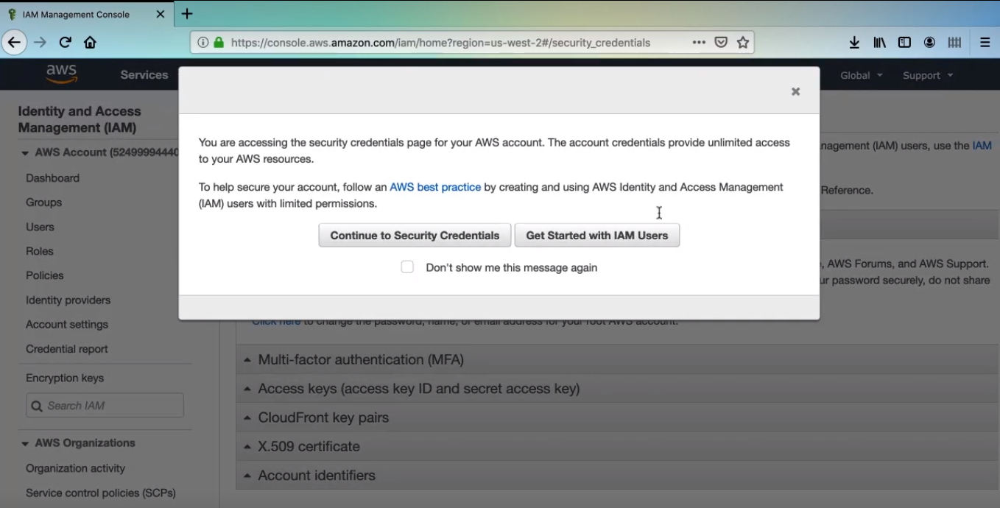 IAM Management Console
https://console.aws.amazon.com/iam/home?region=us-west-2#/security_credentials
aws Services Global Support
Identity and Access
Management (IAM)
AWS Account (52499994440
Dashboard
Groups
Users
Roles
Policies
Identity providers
Account settings
Credential report
Encryption keys
Search IAM
AWS Organizations
Organization activity
Service control policies (SCPs)
You are accessing the security credentials page for your AWS account. The account credentials provide unlimited access
to your AWS resources.
To help secure your account, follow an AWS best practice by creating and using AWS Identity and Access Management
(IAM) users with limited permissions.
Continue to Security Credentials Get Started with IAM Users
Don't show me this message again
nagement (IAM) users, use the IAM
Reference.
, AWS Forums, and AWS Support.
ur password securely, do not share
Click here to change the password, name, or email address for your root AWS account.
Multi-factor authentication (MFA)
Access keys (access key ID and secret access key)
CloudFront key pairs
X.509 certificate
Account identifiers